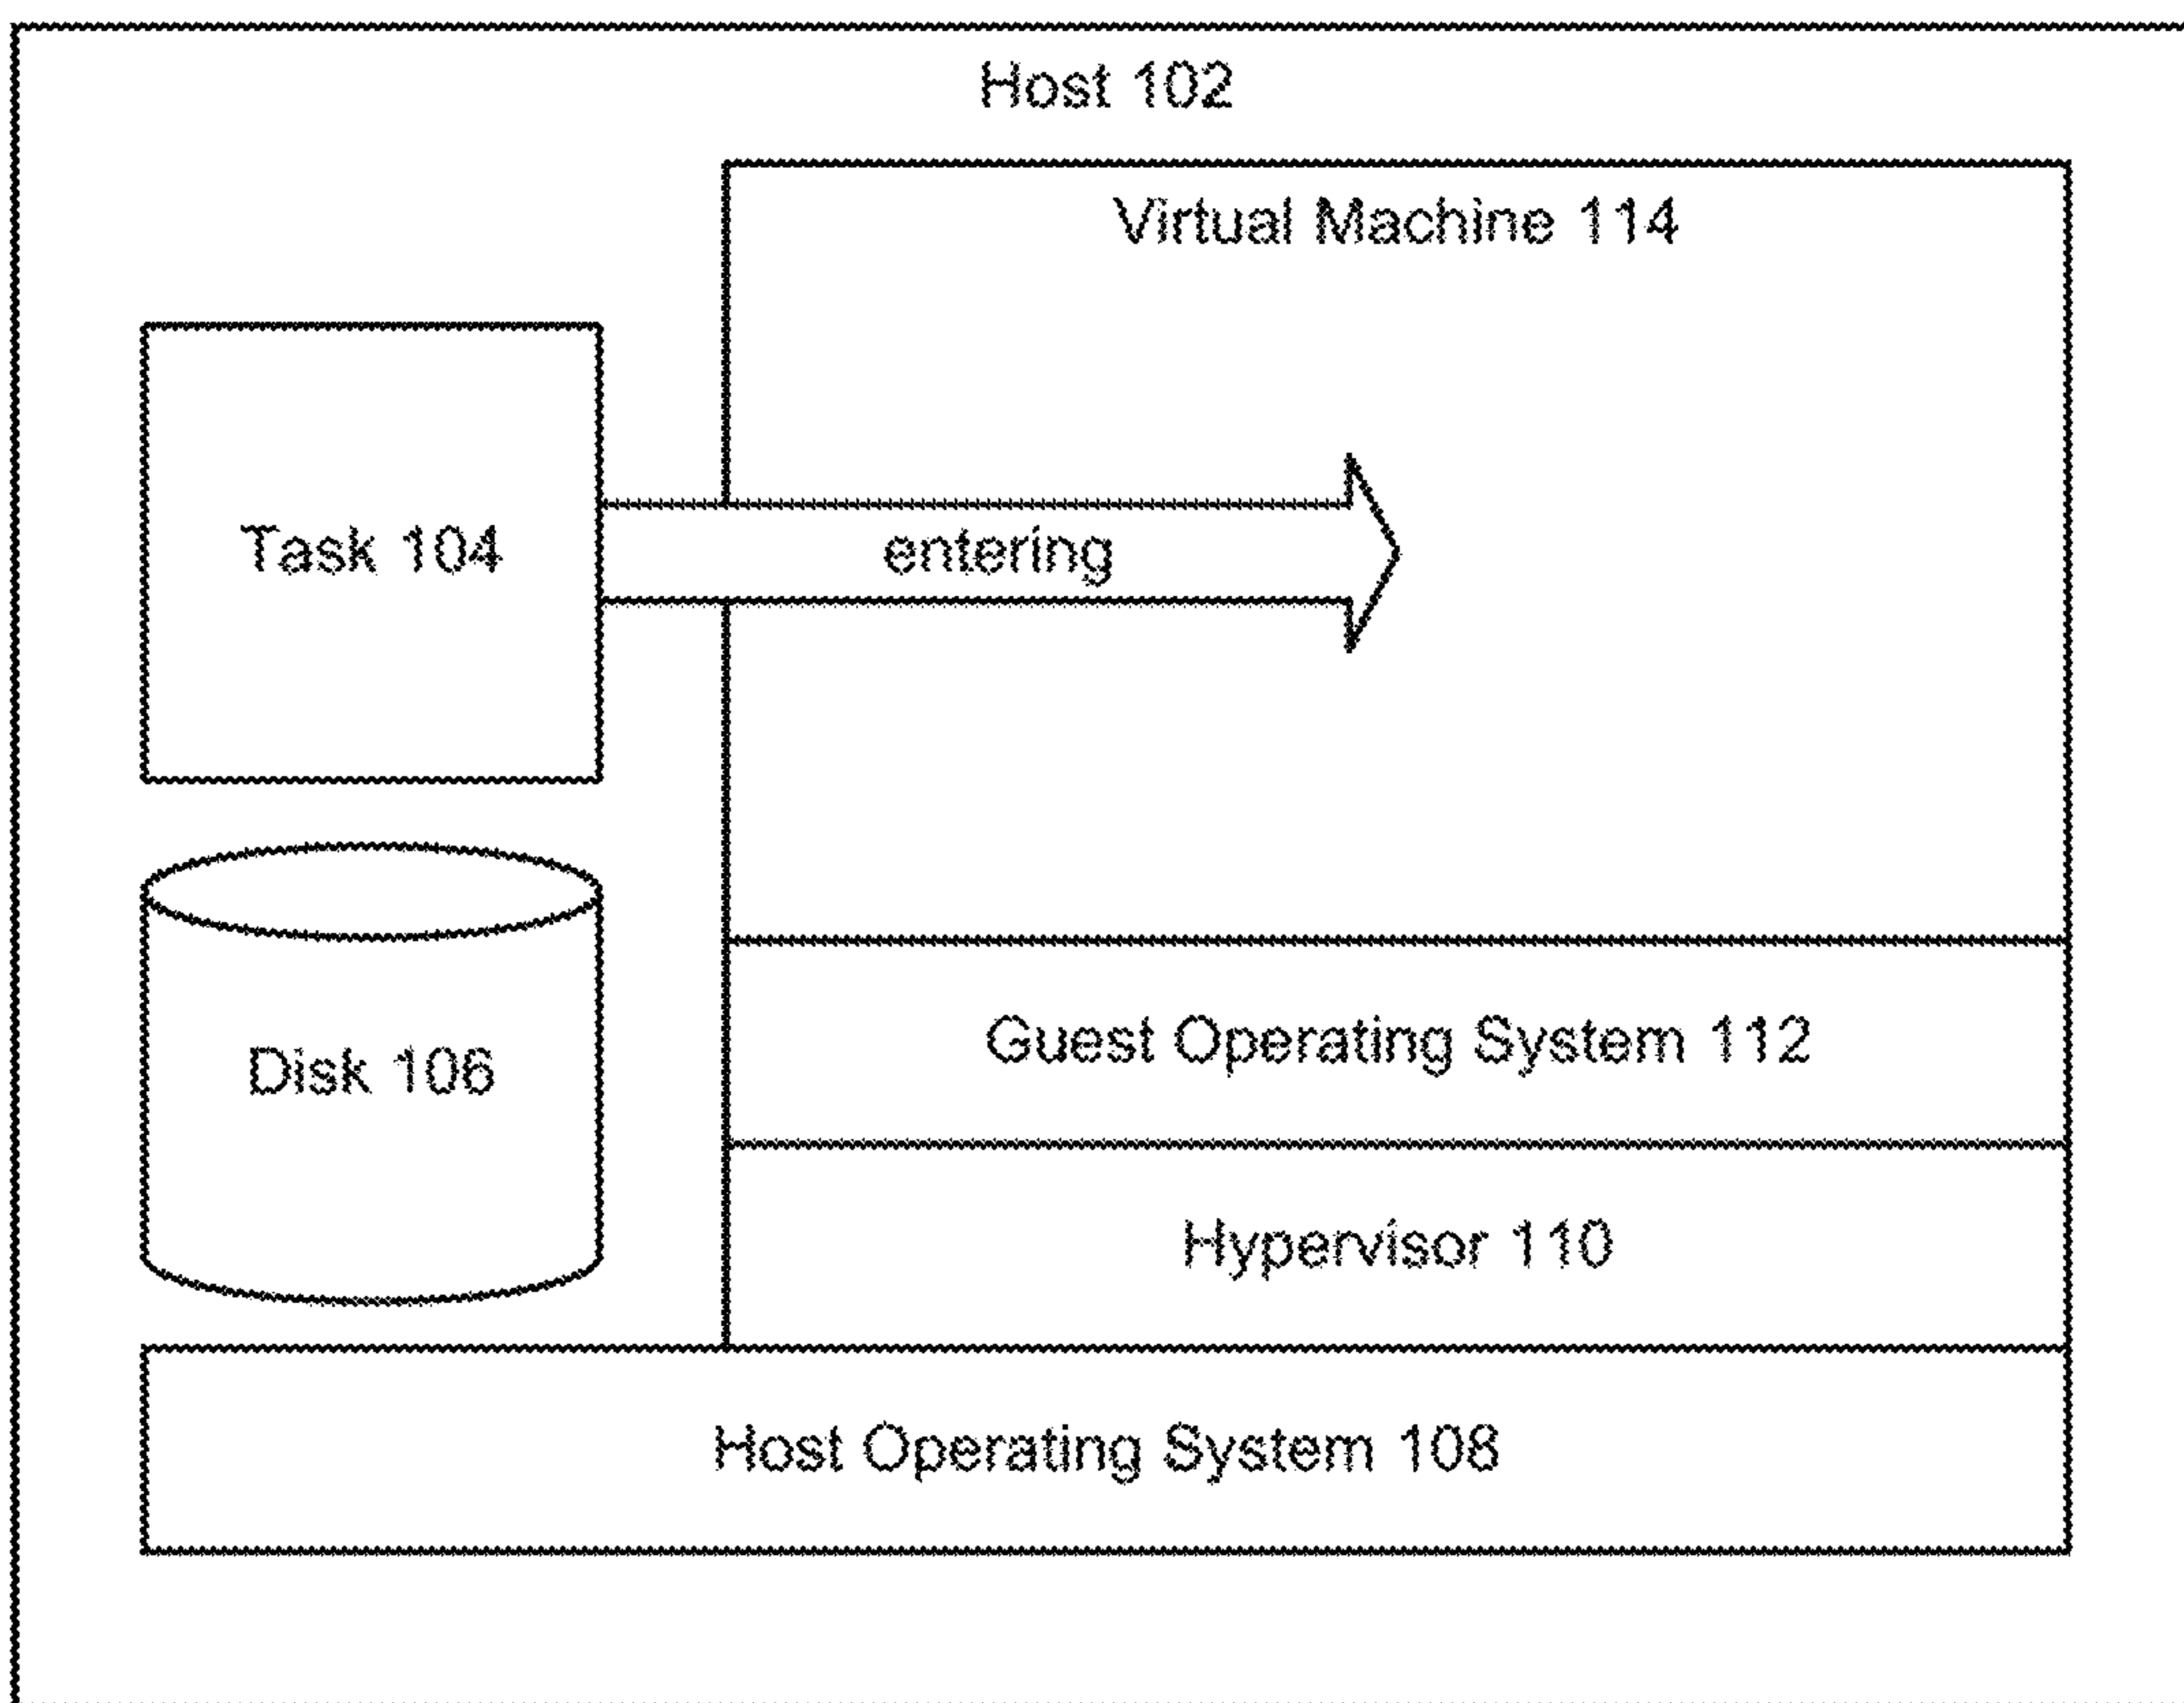 Host 102
Virtual Machine 114
Task 104
entering
Disk 106
Guest Operating System 112
Hypervisor 110
Host Operating System 108